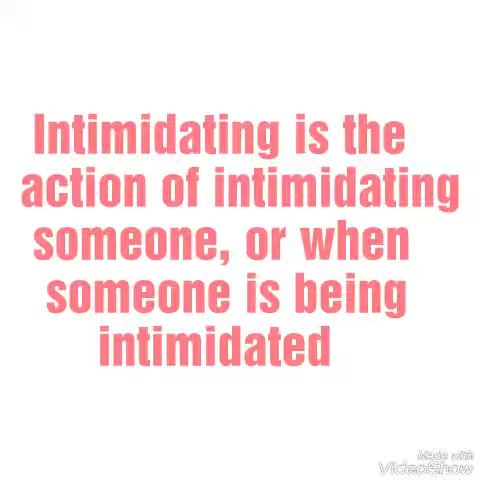 Intimidating is the
action of intimidating
someone, or when
someone is being
intimidated
Made with
VideoShow